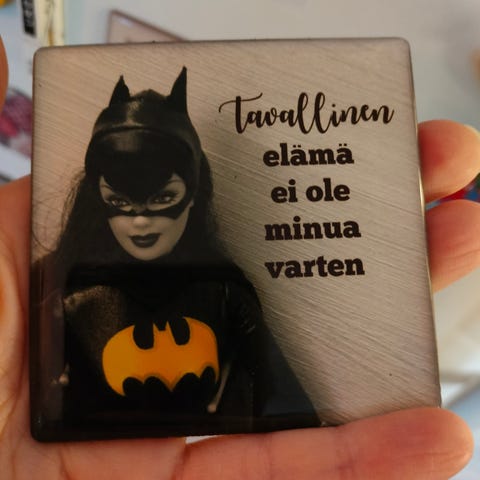 Tavallinen
elämä
ei ole
minua
varten